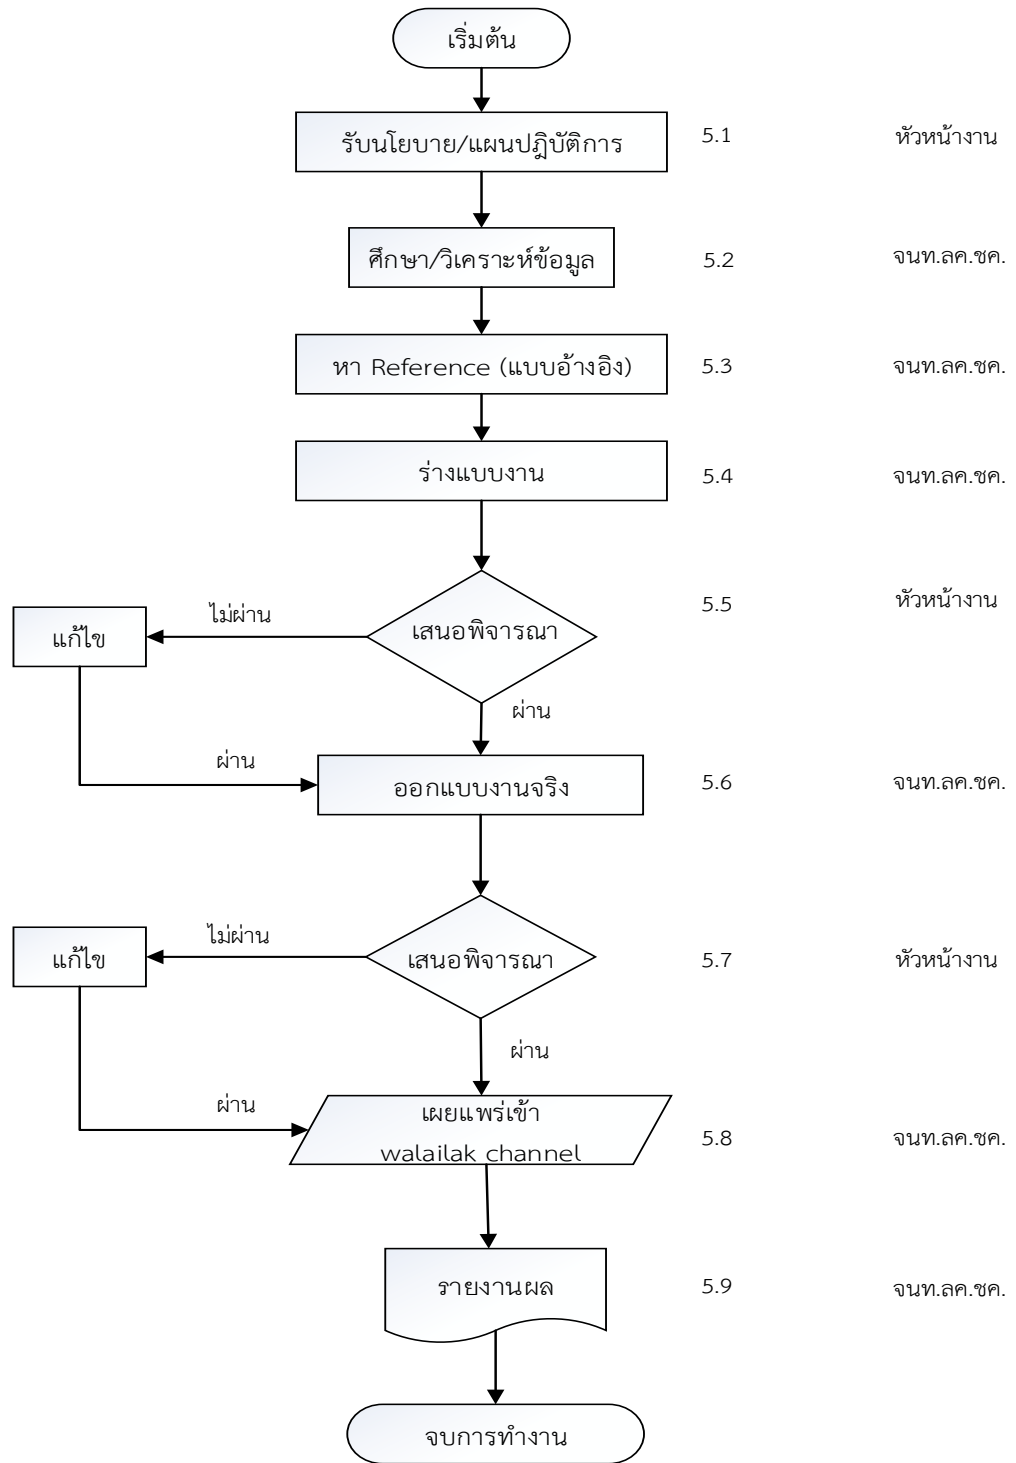 เริ่มต้น
รับนโยบาย/แผนปฎิบัติการ 5.1 หัวหน้างาน
ศึกษา/วิเคราะห์ข้อมูล 5.2 จนท.ลค.ชค.
หา Reference (แบบอ้างอิง) 5.3 จนท.ลค.ชค.
ร่างแบบงาน 5.4 จนท.ลค.ชค.
เสนอพิจารณา 5.5 หัวหน้างาน
ไม่ผ่าน
แก้ไข
ผ่าน
ผ่าน
ออกแบบงานจริง 5.6 จนท.ลค.ชค.
เสนอพิจารณา 5.7 หัวหน้างาน
ไม่ผ่าน
แก้ไข
ผ่าน
ผ่าน
เผยแพร่เข้า
walailak channel 5.8 จนท.ลค.ชค.
รายงานผล 5.9 จนท.ลค.ชค.
จบการทำงาน